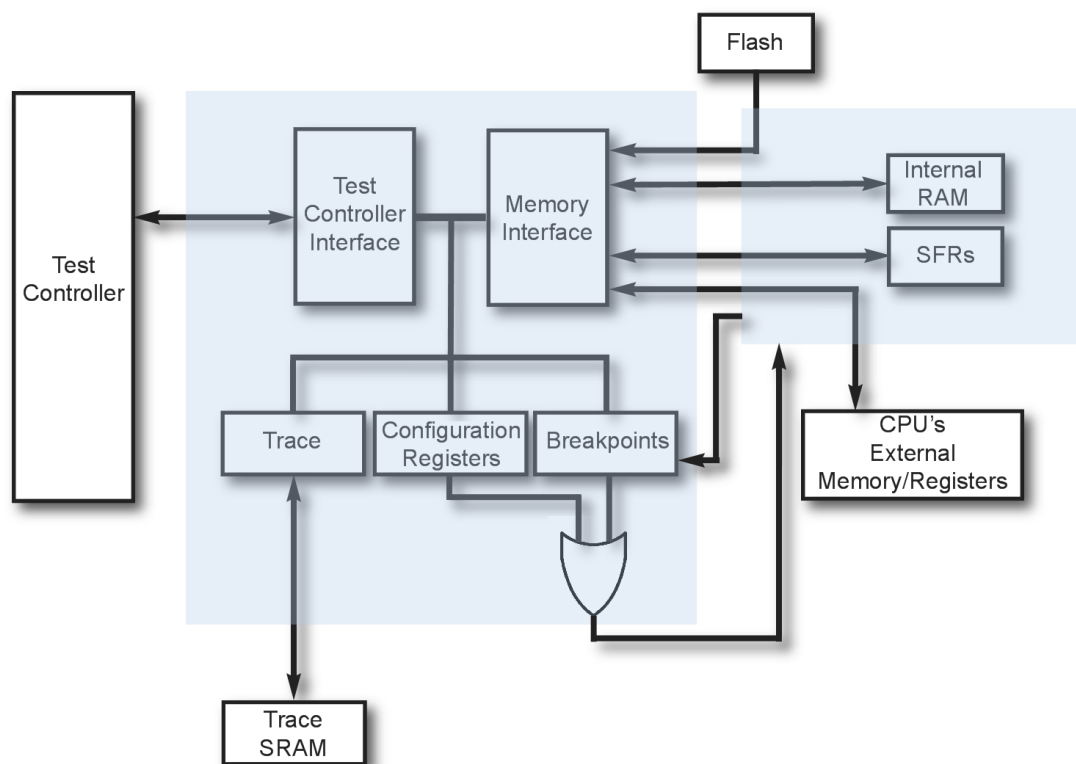 Flash
Test
Controller
Test
Controller
Interface
Memory
Interface
Internal
RAM
SFRs
Trace
Configuration
Registers
Breakpoints
CPU's
External
Memory/Registers
Trace
SRAM